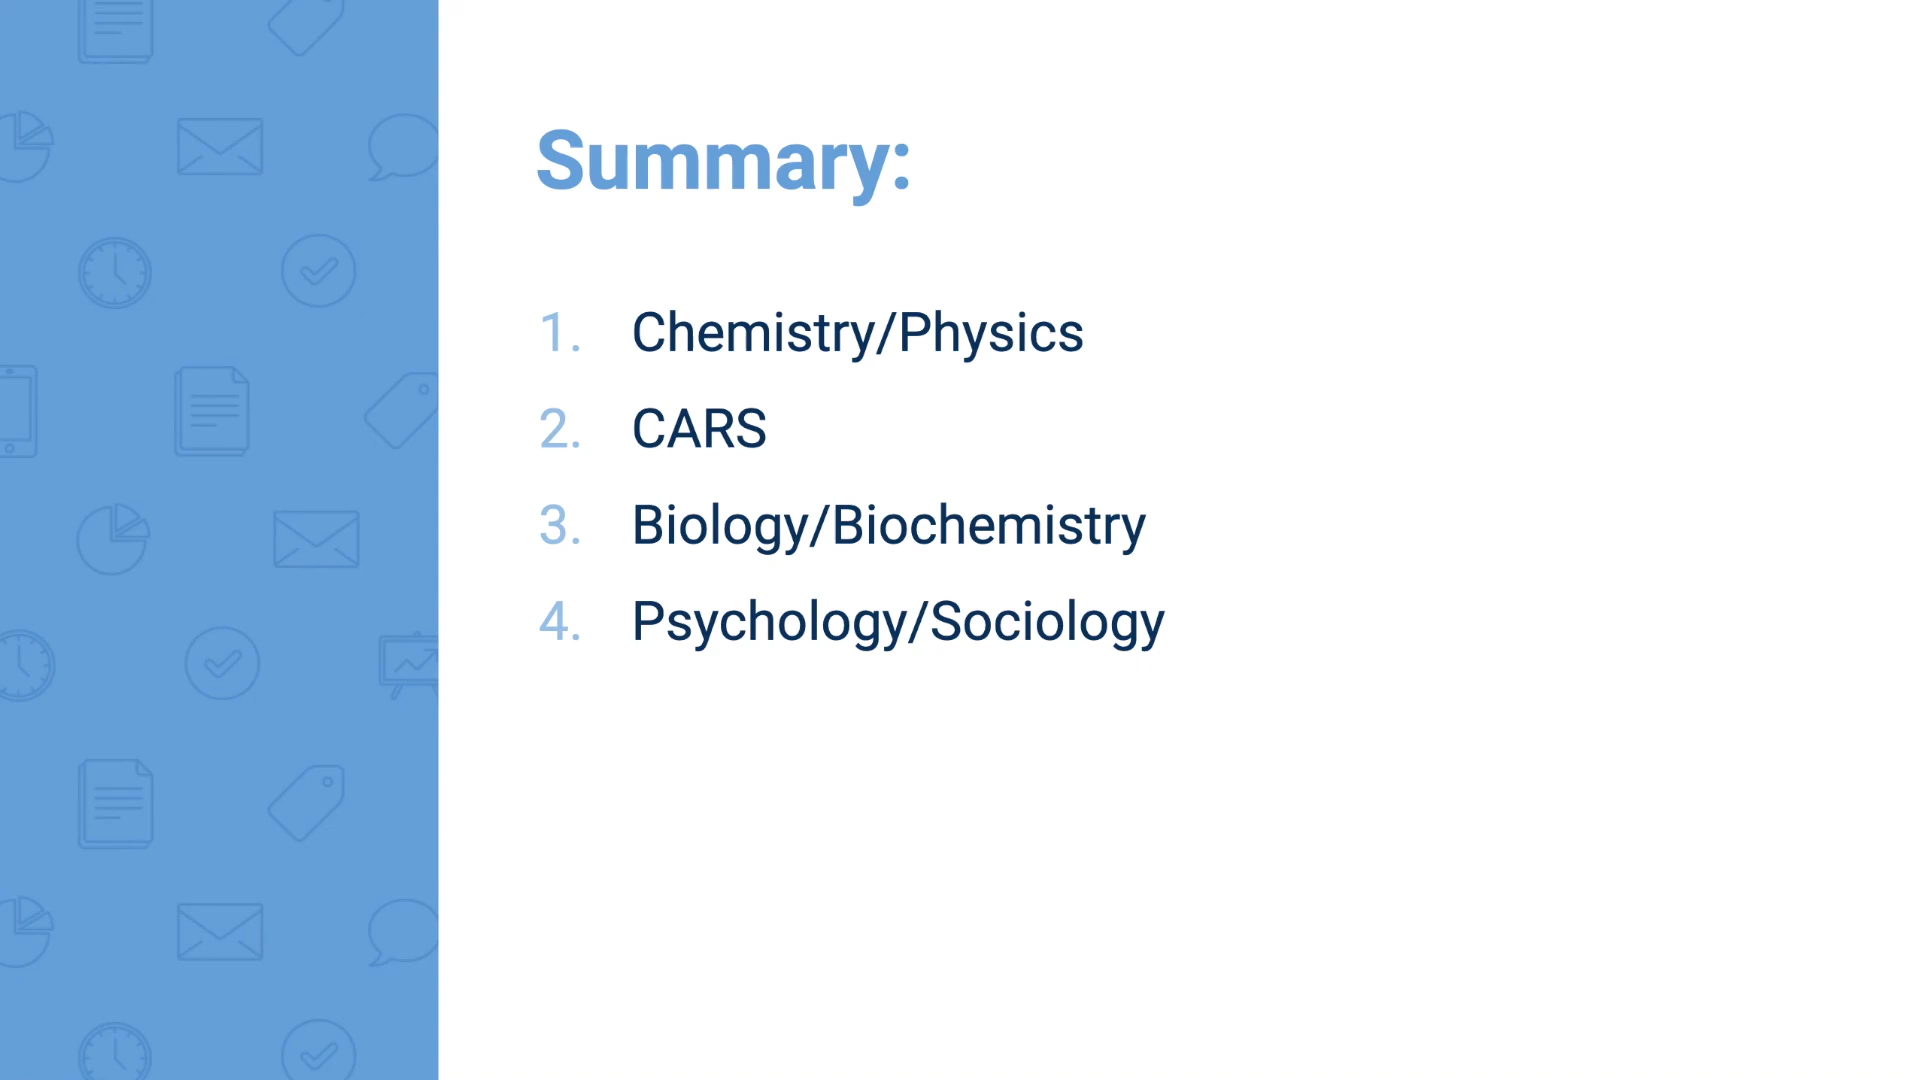 Summary:
1. Chemistry/Physics
2. CARS
3. Biology/Biochemistry
4. Psychology/Sociology